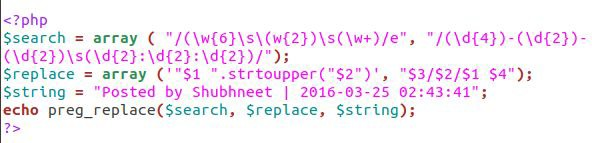 <?php
$search = array ( "/(\w{6}\s\(w{2})\s(\w+)/e", "/(\d{4})-(\d{2})-
(\d{2})\s(\d{2}:\d{2}:\d{2})/");
$replace = array ('"$1 ".strtoupper("$2")', "$3/$2/$1 $4");
$string = "Posted by Shubhneet | 2016-03-25 02:43:41";
echo preg_replace($search, $replace, $string);
?>